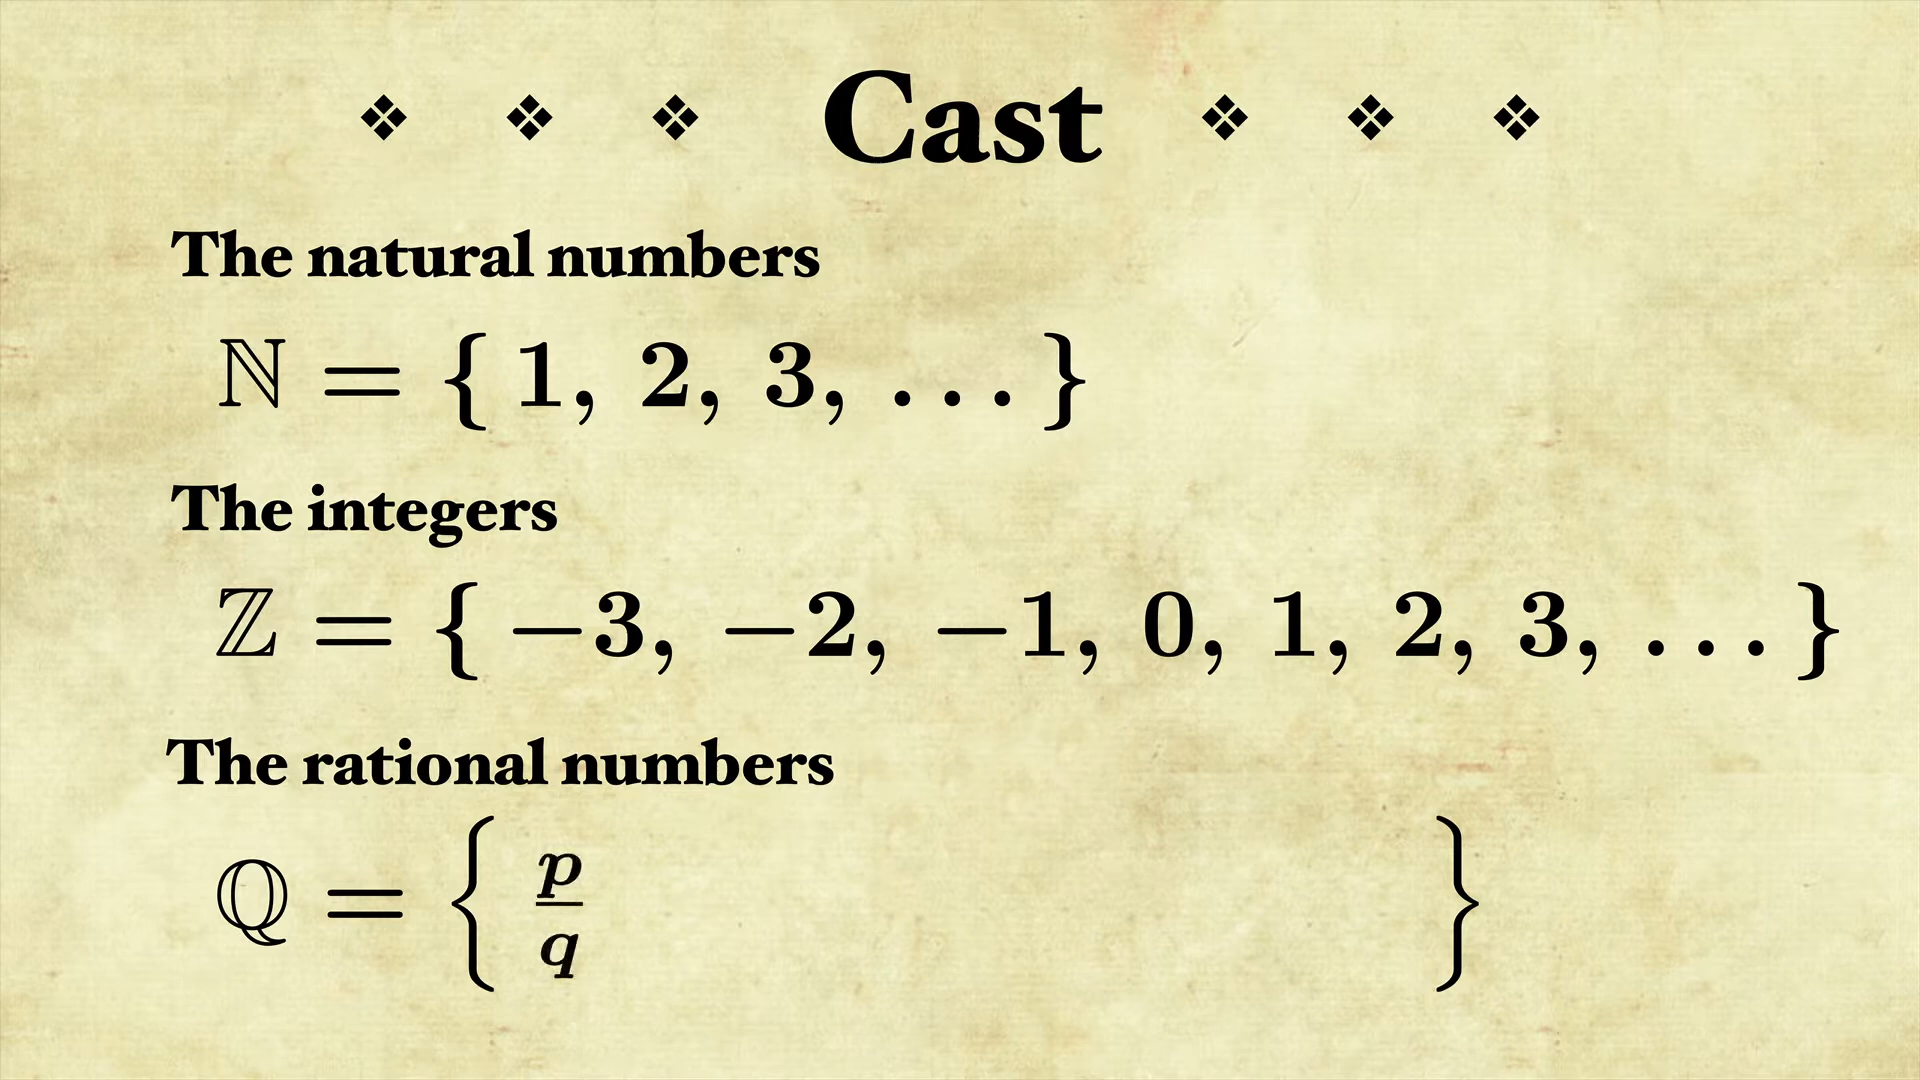 ❖ ❖ ❖ Cast ❖ ❖ ❖
The natural numbers
ℕ = { 1, 2, 3, . . . }
The integers
ℤ = { −3, −2, −1, 0, 1, 2, 3, . . . }
The rational numbers
ℚ = { p/q }